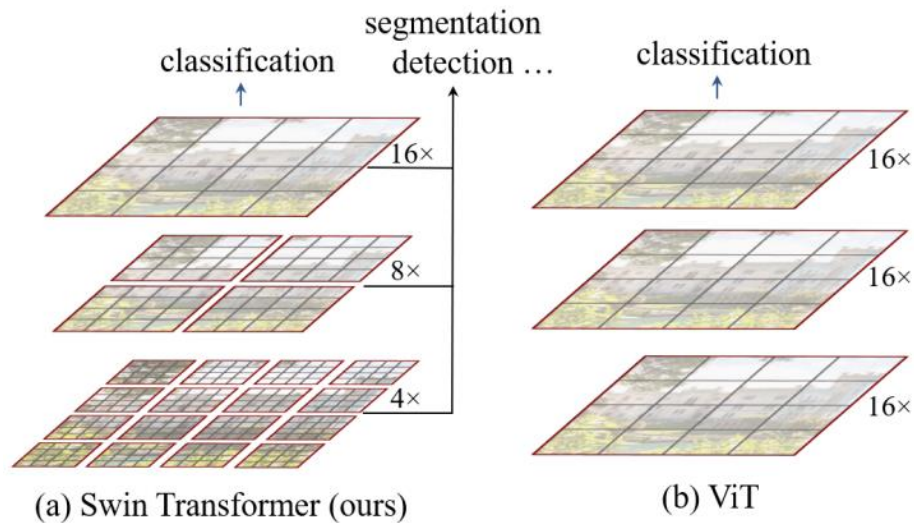 segmentation
classification
detection ...
classification
16×
16×
8×
16×
4×
16×
(a) Swin Transformer (ours)
(b) ViT